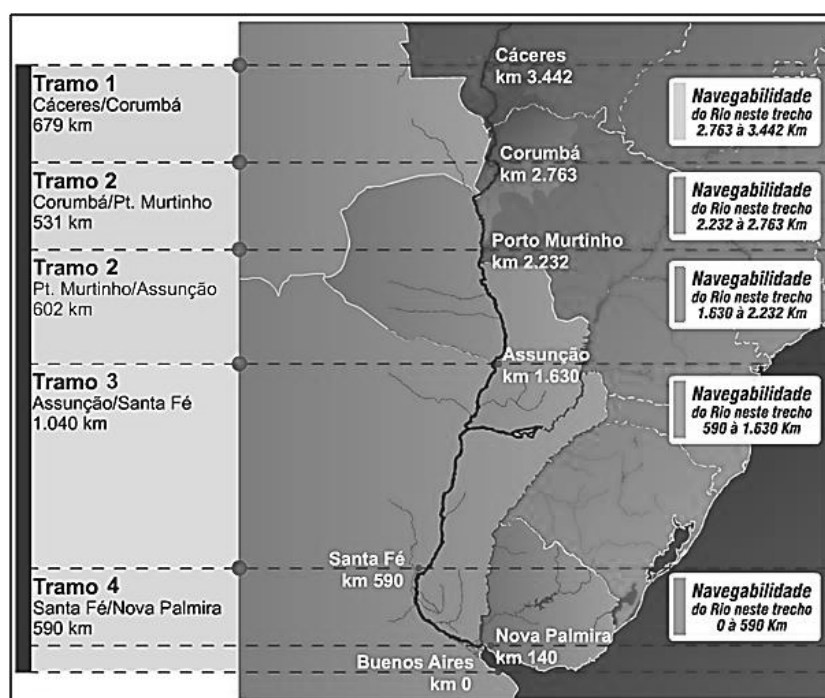 Tramo 1
Cáceres/Corumbá
679 km
Tramo 2
Corumbá/Pt. Murtinho
531 km
Tramo 2
Pt. Murtinho/Assunção
602 km
Tramo 3
Assunção/Santa Fé
1.040 km
Tramo 4
Santa Fé/Nova Palmira
590 km
Cáceres
km 3.442
Corumbá
km 2.763
Porto Murtinho
km 2.232
Assunção
km 1.630
Santa Fé
km 590
Nova Palmira
km 140
Buenos Aires
km 0
Navegabilidade
do Rio neste trecho
2.763 à 3.442 Km
Navegabilidade
do Rio neste trecho
2.232 à 2.763 Km
Navegabilidade
do Rio neste trecho
1.630 à 2.232 Km
Navegabilidade
do Rio neste trecho
590 à 1.630 Km
Navegabilidade
do Rio neste trecho
0 à 590 Km